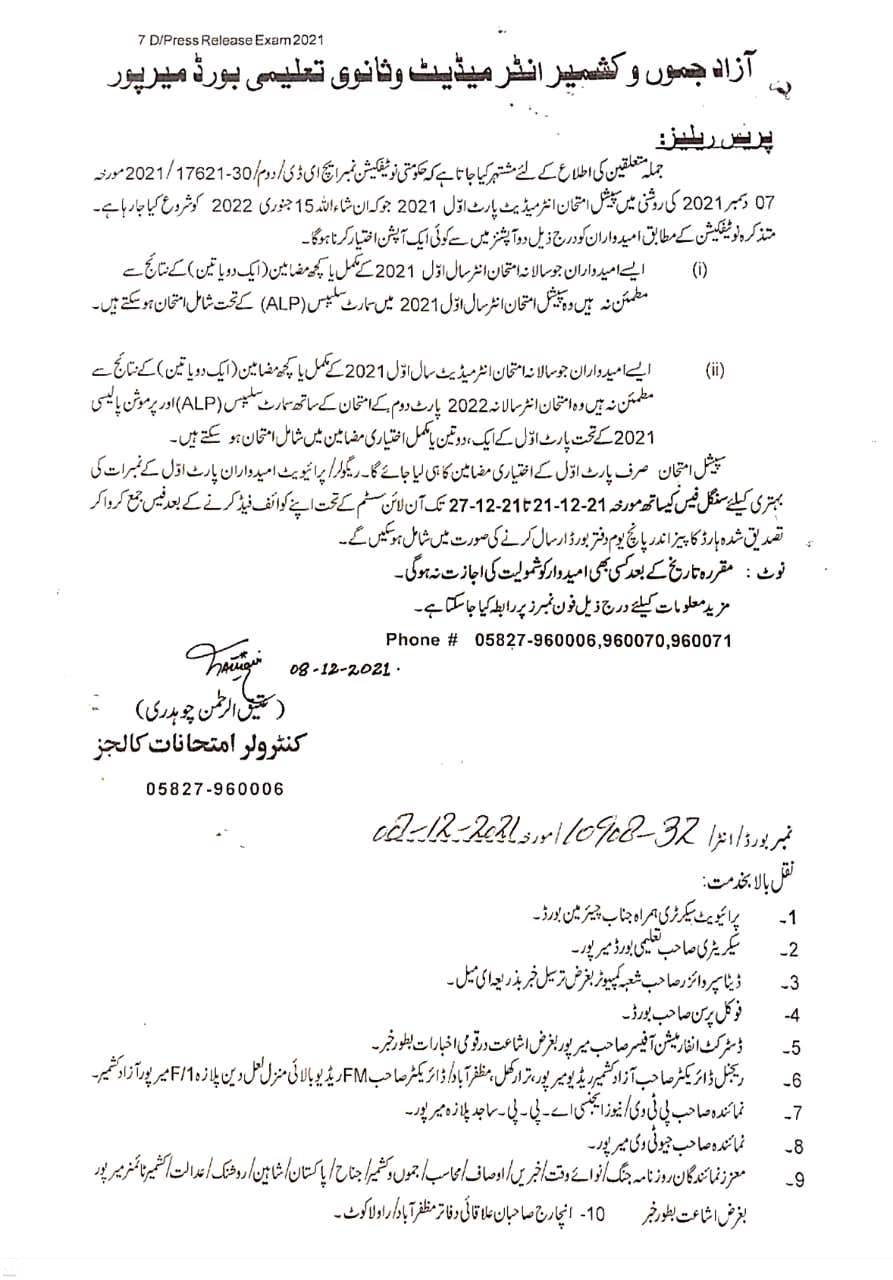 7 D/Press Release Exam2021
آزاد جموں و کشمیر انٹر میڈیٹ و ثانوی تعلیمی بورڈ میرپور
پریس ریلیز:
جملہ متعلقین کی اطلاع کے لئے مشتہر کیا جاتا ہے کہ حکومتی نوٹیفکیشن نمبر ایچ ای ڈی/دوم/30-17621/2021 مورخہ
07 دسمبر 2021 کی روشنی میں سپیشل امتحان انٹر میڈیٹ پارٹ اوّل 2021 جو کہ ان شاءاللہ 15 جنوری 2022 کو شروع کیا جا رہا ہے۔
متذکرہ نوٹیفکیشن کے مطابق امیدواران کو درج ذیل دو آپشنز میں سے کوئی ایک آپشن اختیار کرنا ہوگا۔
(i) ایسے امیدواران جو سالانہ امتحان انٹر سال اوّل 2021 کے مکمل یا کچھ مضامین (ایک دو یا تین) کے نتائج سے
مطمئن نہ ہیں وہ سپیشل امتحان انٹر سال اوّل 2021 میں سمارٹ سلیبس (ALP) کے تحت شامل امتحان ہو سکتے ہیں۔
(ii) ایسے امیدواران جو سالانہ امتحان انٹر میڈیٹ سال اوّل 2021 کے مکمل یا کچھ مضامین (ایک دو یا تین) کے نتائج سے
مطمئن نہ ہیں وہ امتحان انٹر سالانہ 2022 پارٹ دوم کے امتحان کے ساتھ سمارٹ سلیبس (ALP) اور پرموشن پالیسی
2021 کے تحت پارٹ اوّل کے ایک، دو تین یا مکمل اختیاری مضامین میں شامل امتحان ہو سکتے ہیں۔
سپیشل امتحان صرف پارٹ اوّل کے اختیاری مضامین کا ہی لیا جائے گا۔ ریگولر/پرائیویٹ امیدواران پارٹ اوّل کے نمبرات کی
بہتری کیلئے سنگل فیس کیساتھ مورخہ 21-12-21 تا 27-12-21 تک آن لائن سسٹم کے تحت اپنے کوائف فیڈ کرنے کے بعد فیس جمع کروا کر
تصدیق شدہ ہارڈ کاپیز اندر پانچ یوم دفتر بورڈ ارسال کرنے کی صورت میں شامل ہو سکیں گے۔
نوٹ : مقررہ تاریخ کے بعد کسی بھی امیدوار کو شمولیت کی اجازت نہ ہوگی۔
مزید معلومات کیلئے درج ذیل فون نمبرز پر رابطہ کیا جا سکتا ہے۔
Phone # 05827-960006,960070,960071
08-12-2021.
(عتیق الرحمٰن چوہدری)
کنٹرولر امتحانات کالجز
05827-960006
نمبر بورڈ/انٹر/ 10908-32/مورخہ 08-12-2021
نقل بالا بخدمت:
1- پرائیویٹ سیکرٹری ہمراہ جناب چیئرمین بورڈ۔
2- سیکریٹری صاحب تعلیمی بورڈ میرپور۔
3- ڈیٹا سپروائزر صاحب شعبہ کمپیوٹر بغرض ترسیل خبر بذریعہ ای میل۔
4- فوکل پرسن صاحب بورڈ۔
5- ڈسٹرکٹ انفارمیشن آفیسر صاحب میرپور بغرض اشاعت در قومی اخبارات بطور خبر۔
6- ریجنل ڈائریکٹر صاحب آزاد کشمیر ریڈیو میرپور، تراڑکھل، مظفرآباد/ڈائریکٹر صاحب FM ریڈیو بالائی منزل لعل دین پلازہ F/1 میرپور آزاد کشمیر۔
7- نمائندہ صاحب پی ٹی وی/نیوز ایجنسی اے۔پی۔پی۔ساجد پلازہ میرپور۔
8- نمائندہ صاحب جیو ٹی وی میرپور۔
9- معزز نمائندگان روزنامہ جنگ/نوائے وقت/خبریں/اوصاف/محاسب/جموں و کشمیر/جناح/پاکستان/شاہین/روشنک/عدالت/کشمیر ٹائمز میرپور
بغرض اشاعت بطور خبر 10- انچارج صاحبان علاقائی دفاتر مظفرآباد/راولاکوٹ۔